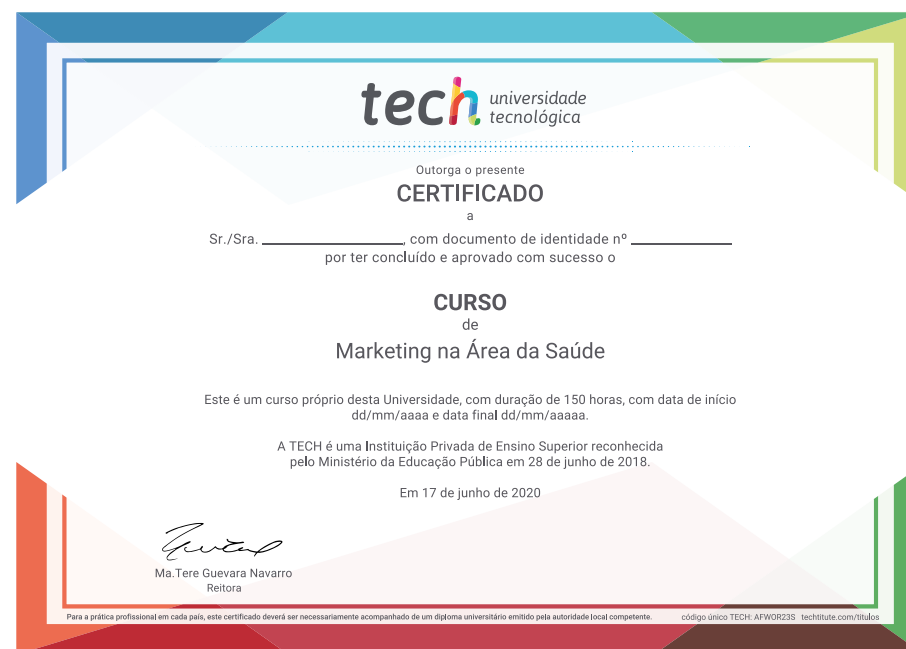 tech universidade
tecnológica
Outorga o presente
CERTIFICADO
a
Sr./Sra. ____________________, com documento de identidade nº ______________
por ter concluído e aprovado com sucesso o
CURSO
de
Marketing na Área da Saúde
Este é um curso próprio desta Universidade, com duração de 150 horas, com data de início
dd/mm/aaaa e data final dd/mm/aaaaa.
A TECH é uma Instituição Privada de Ensino Superior reconhecida
pelo Ministério da Educação Pública em 28 de junho de 2018.
Em 17 de junho de 2020
Ma.Tere Guevara Navarro
Reitora
Para a prática profissional em cada país, este certificado deverá ser necessariamente acompanhado de um diploma universitário emitido pela autoridade local competente. código único TECH: AFWOR23S techtitute.com/titulos